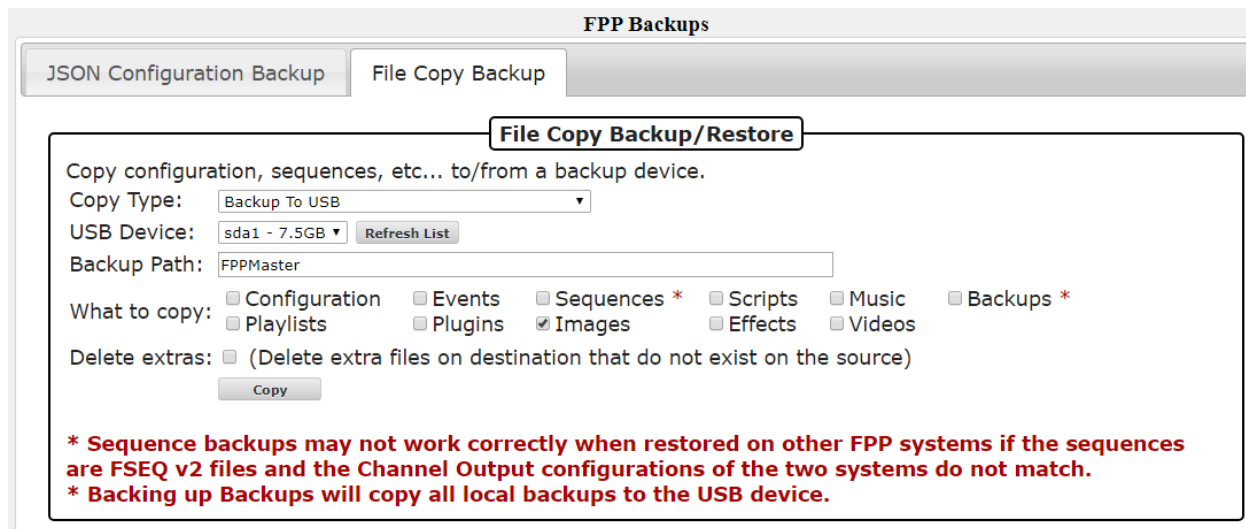 FPP Backups
JSON Configuration Backup File Copy Backup
File Copy Backup/Restore
Copy configuration, sequences, etc... to/from a backup device.
Copy Type: Backup To USB
USB Device: sda1 - 7.5GB Refresh List
Backup Path: FPPMaster
What to copy:
Configuration Events Sequences * Scripts Music Backups *
Playlists Plugins Images Effects Videos
Delete extras: (Delete extra files on destination that do not exist on the source)
Copy
* Sequence backups may not work correctly when restored on other FPP systems if the sequences
are FSEQ v2 files and the Channel Output configurations of the two systems do not match.
* Backing up Backups will copy all local backups to the USB device.